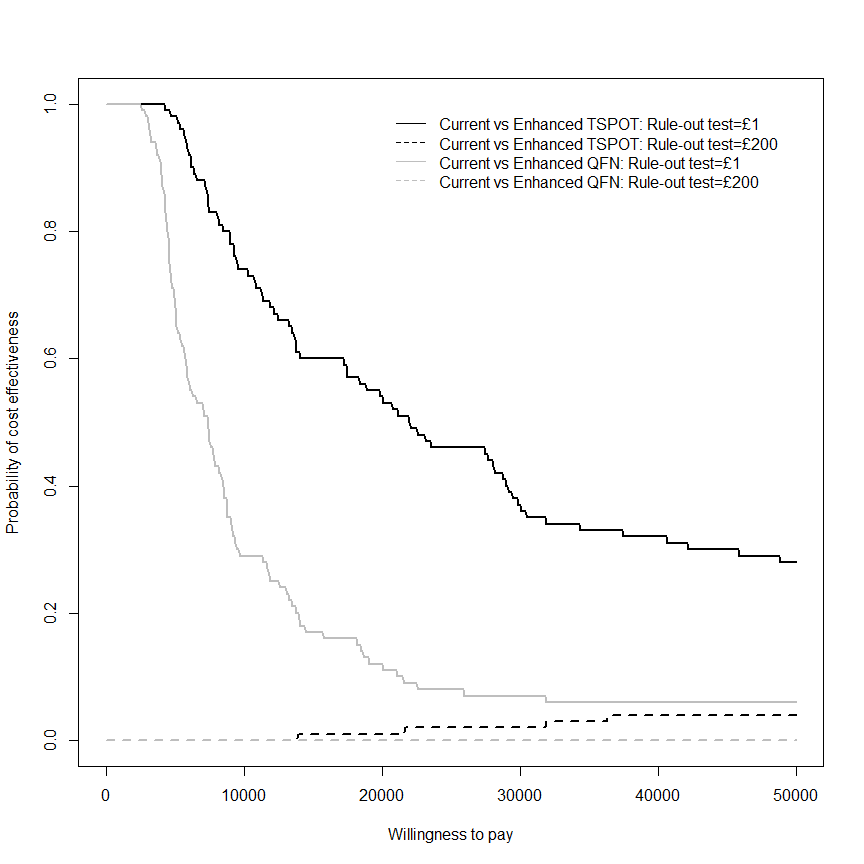 Current vs Enhanced TSPOT: Rule-out test=£1
Current vs Enhanced TSPOT: Rule-out test=£200
Current vs Enhanced QFN: Rule-out test=£1
Current vs Enhanced QFN: Rule-out test=£200
Probability of cost effectiveness
1.0
0.8
0.6
0.4
0.2
0.0
0 10000 20000 30000 40000 50000
Willingness to pay